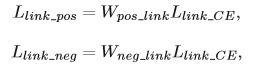 L_{link\_pos} = W_{pos\_link} L_{link\_CE},
L_{link\_neg} = W_{neg\_link} L_{link\_CE},